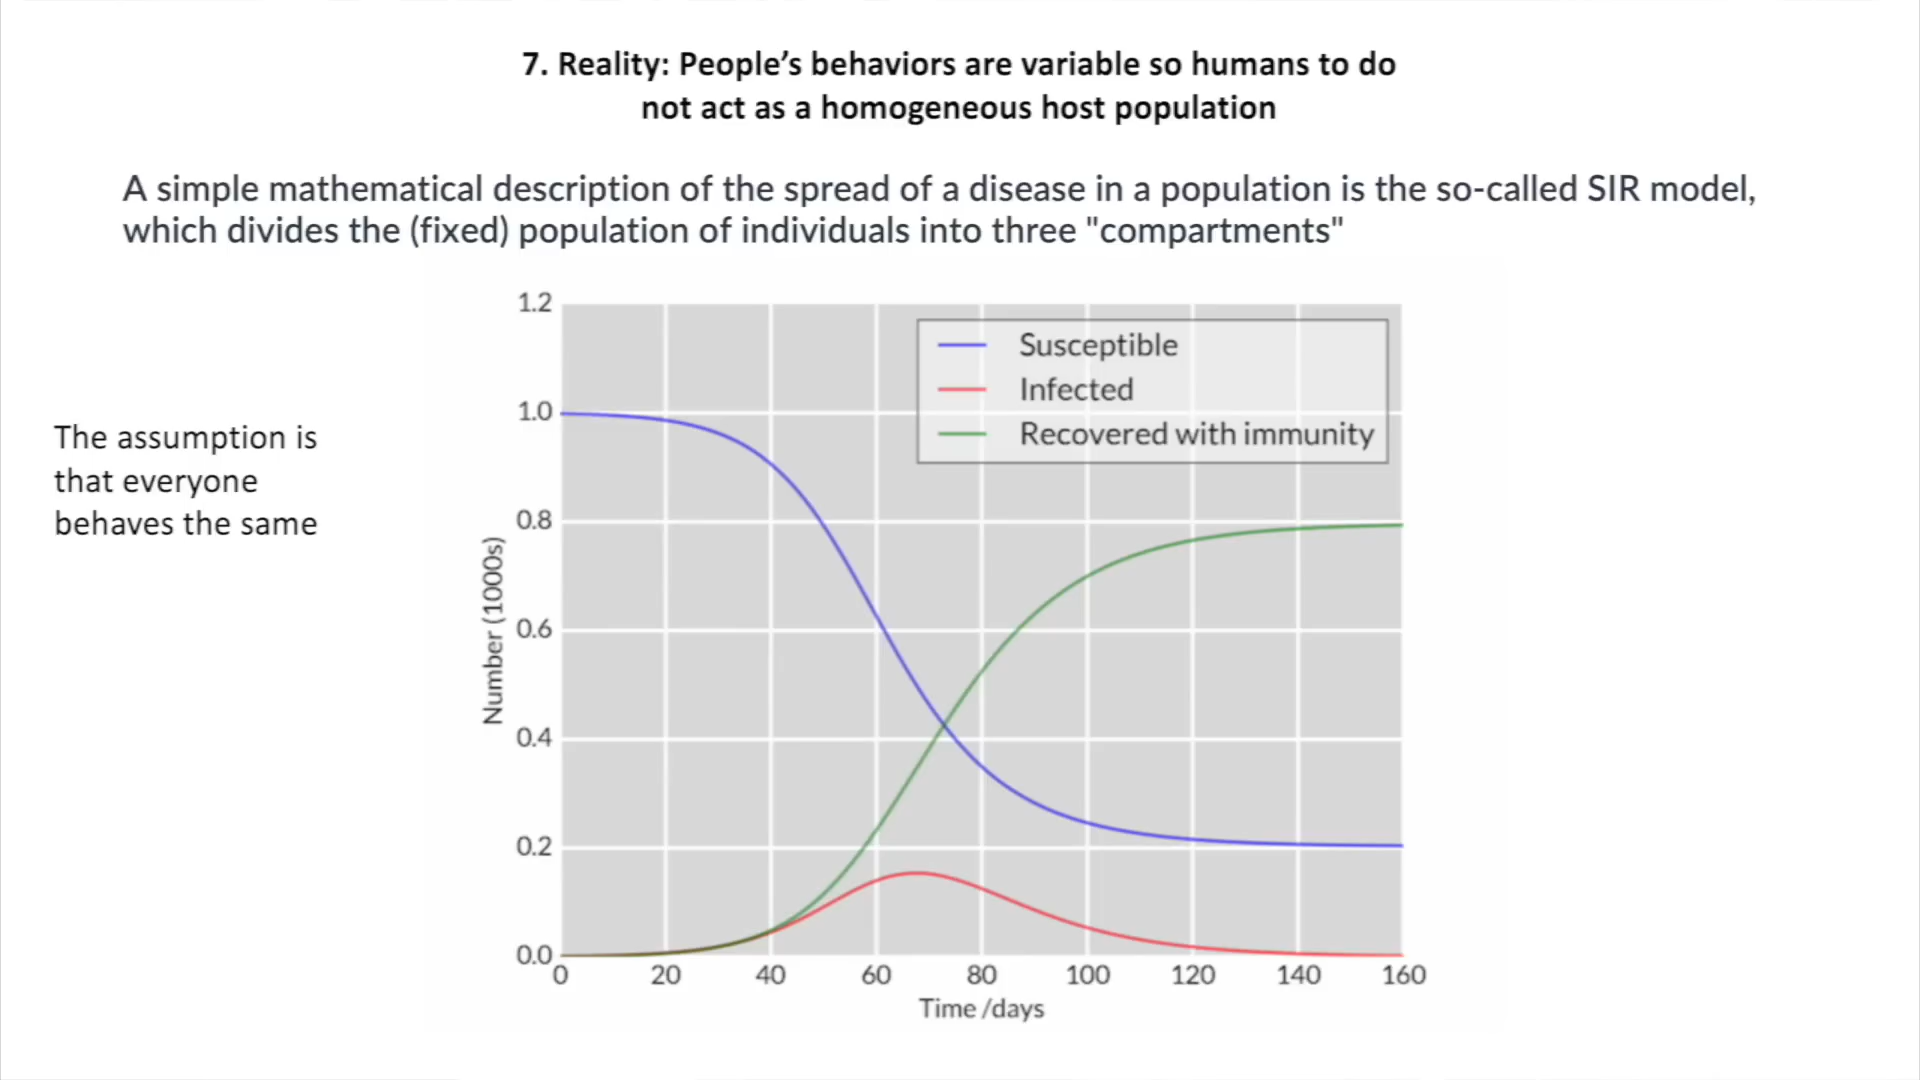 7. Reality: People's behaviors are variable so humans to do
not act as a homogeneous host population
A simple mathematical description of the spread of a disease in a population is the so-called SIR model,
which divides the (fixed) population of individuals into three "compartments"
The assumption is
that everyone
behaves the same
Number (1000s)
1.2
1.0
0.8
0.6
0.4
0.2
0.0
Susceptible
Infected
Recovered with immunity
0 20 40 60 80 100 120 140 160
Time /days